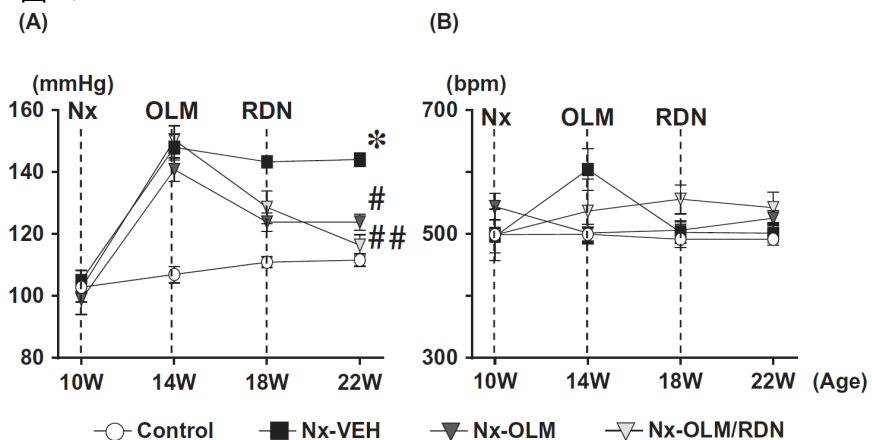 (A) (B)
(mmHg) (bpm)
Nx OLM RDN Nx OLM RDN
160 700
*
140
#
120 500
##
100
80 300
10W 14W 18W 22W 10W 14W 18W 22W (Age)
Control Nx-VEH Nx-OLM Nx-OLM/RDN